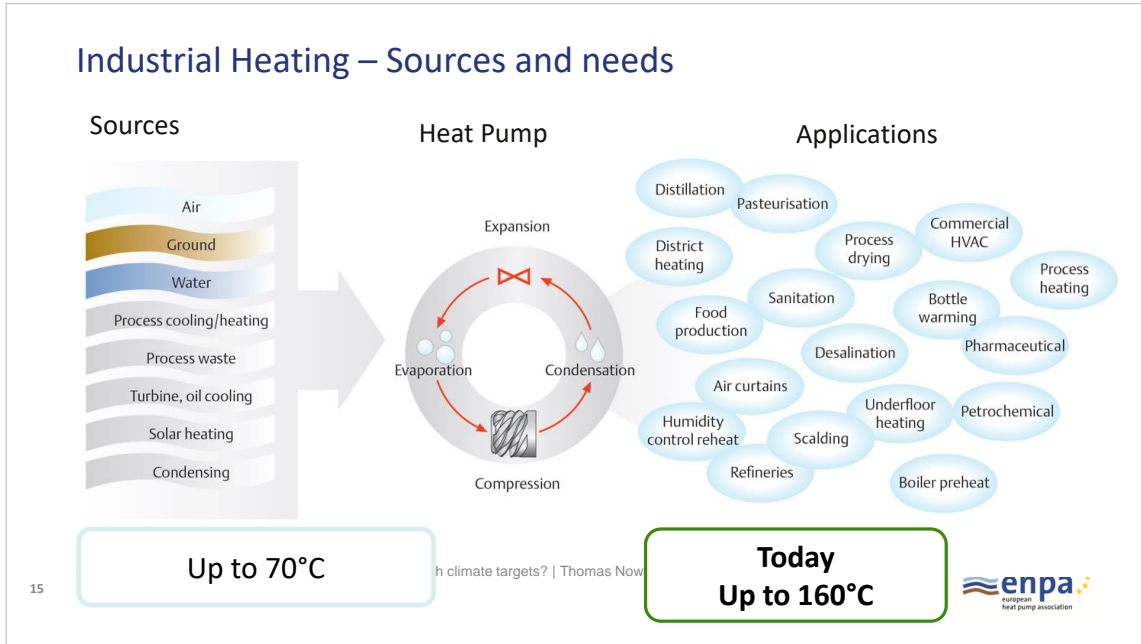 Industrial Heating – Sources and needs
Sources
Heat Pump
Applications
Air
Ground
Water
Process cooling/heating
Process waste
Turbine, oil cooling
Solar heating
Condensing
Expansion
Evaporation
Condensation
Compression
Distillation
Pasteurisation
District
heating
Process
drying
Commercial
HVAC
Process
heating
Food
production
Sanitation
Bottle
warming
Pharmaceutical
Desalination
Air curtains
Humidity
control reheat
Refineries
Scalding
Underfloor
heating
Petrochemical
Boiler preheat
Up to 70°C
h climate targets? | Thomas Now
Today
Up to 160°C
15
enpa
european
heat pump association